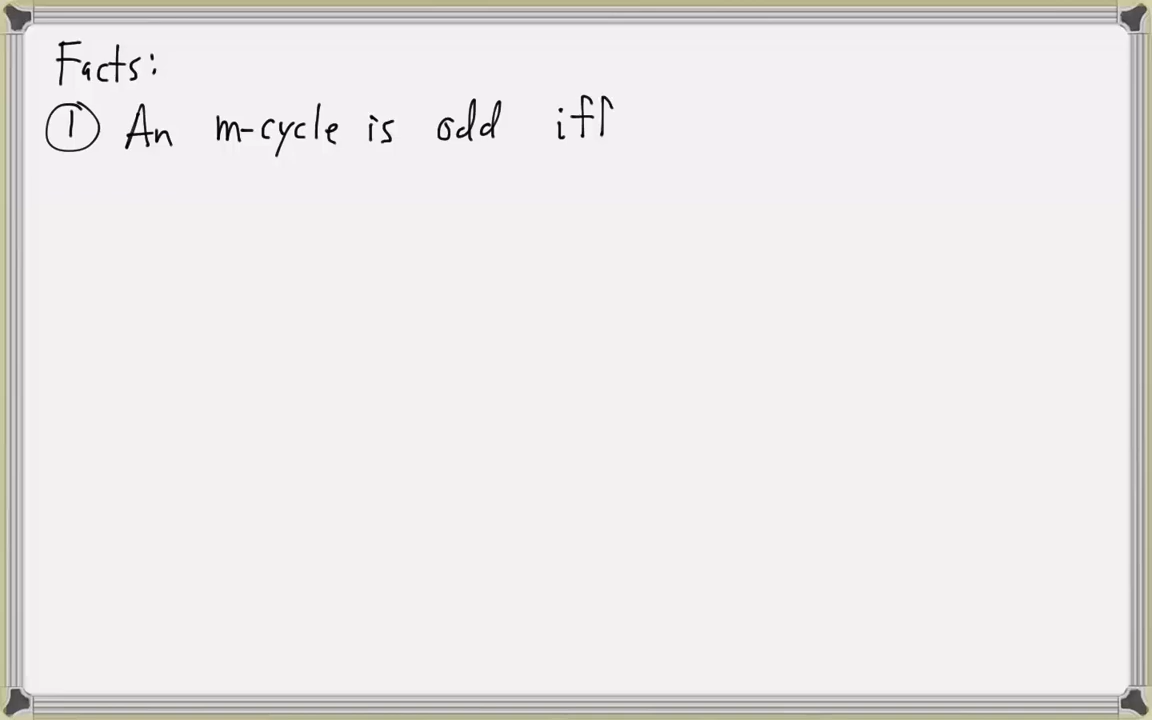 Facts:
① An m-cycle is odd iff